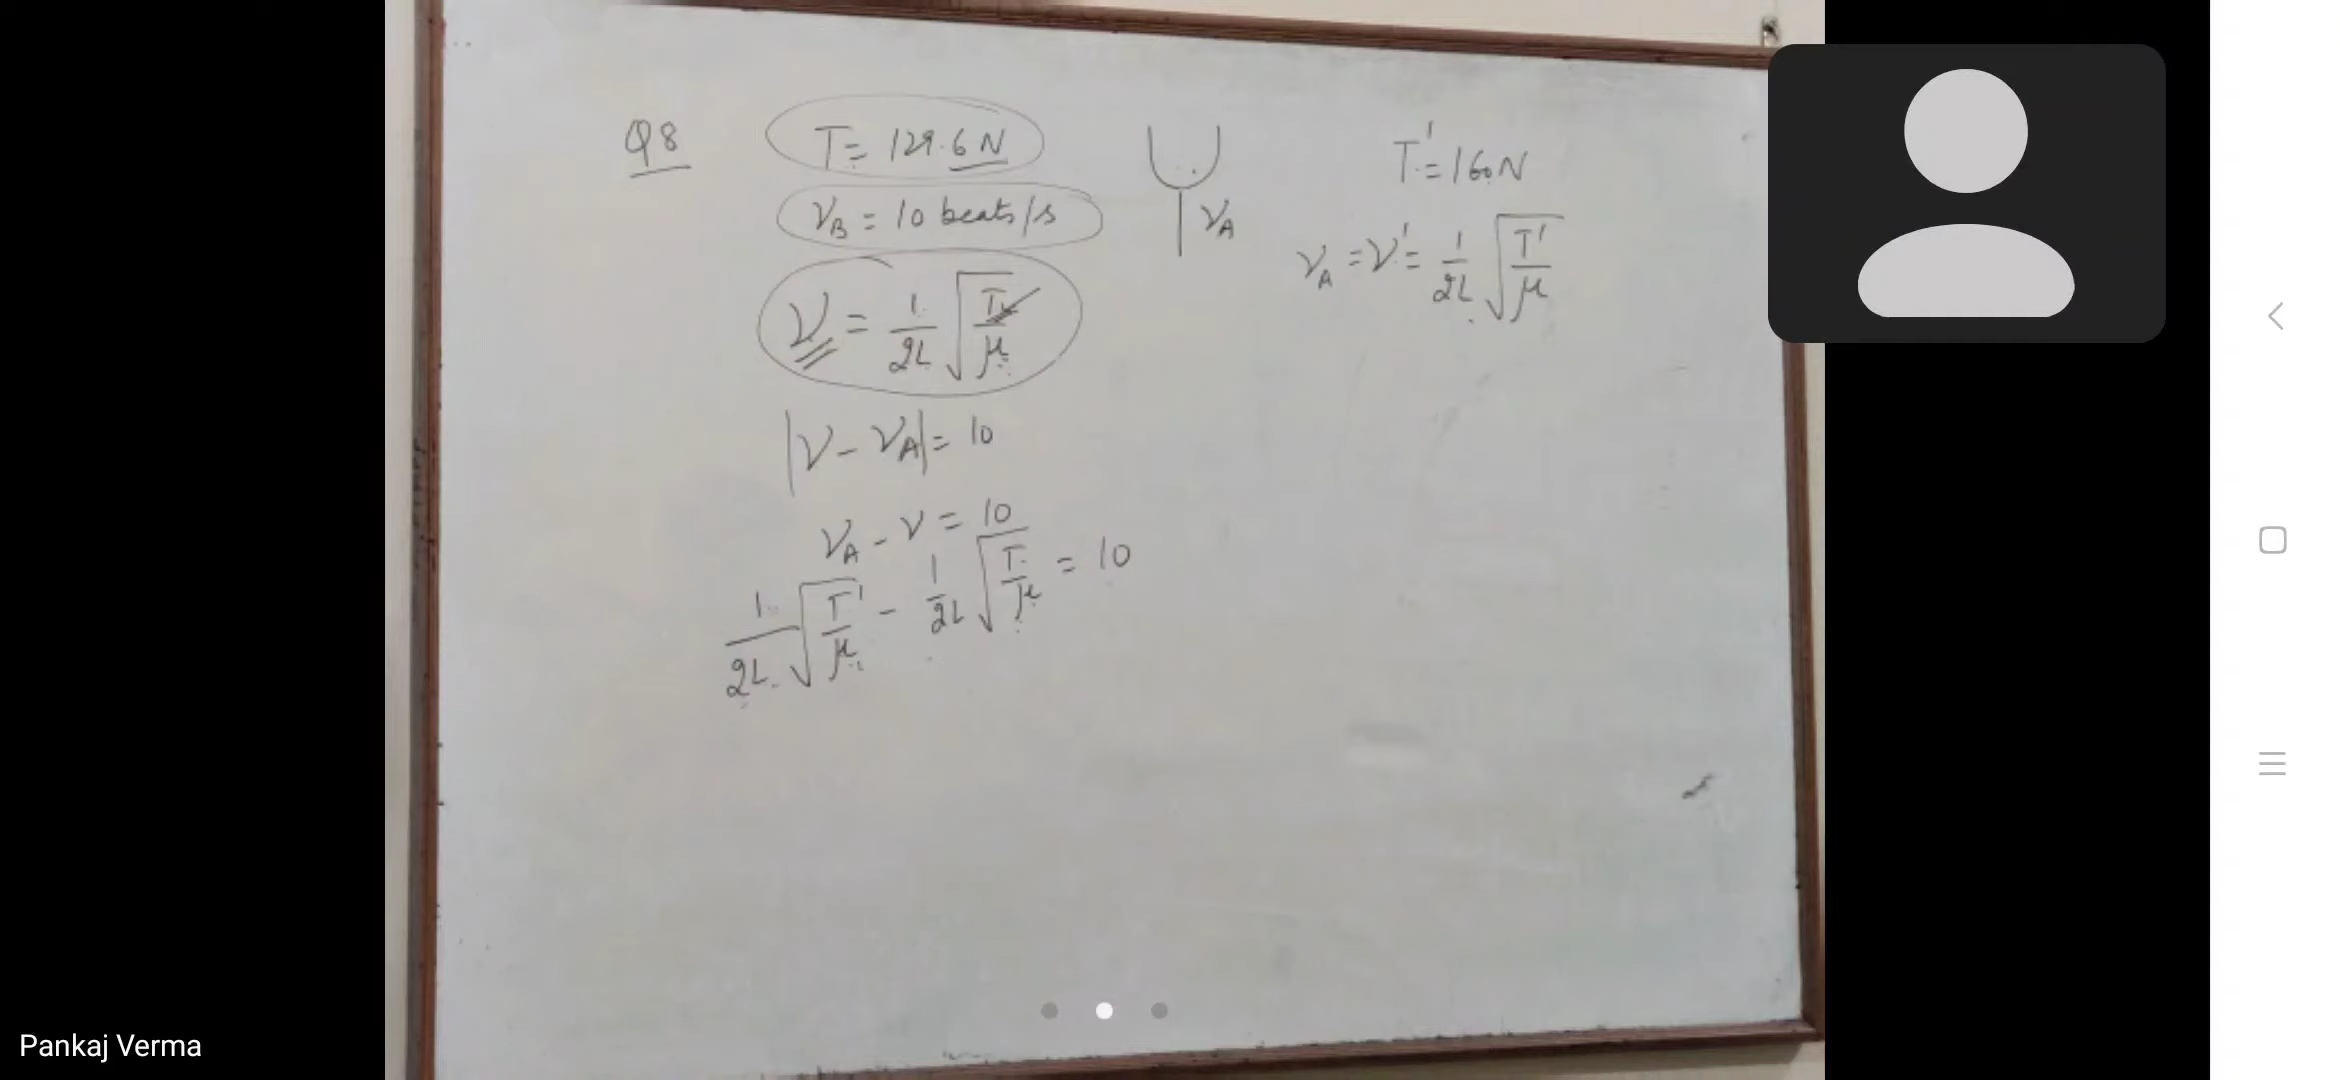 Q8
T = 129.6 N
ν_B = 10 beats/s
ν = 1/2L √(T/μ)
|ν - ν_A| = 10
ν_A - ν = 10
1/2L √(T'/μ) - 1/2L √(T/μ) = 10
ν_A
T' = 160N
ν_A = ν' = 1/2L √(T'/μ)
Pankaj Verma